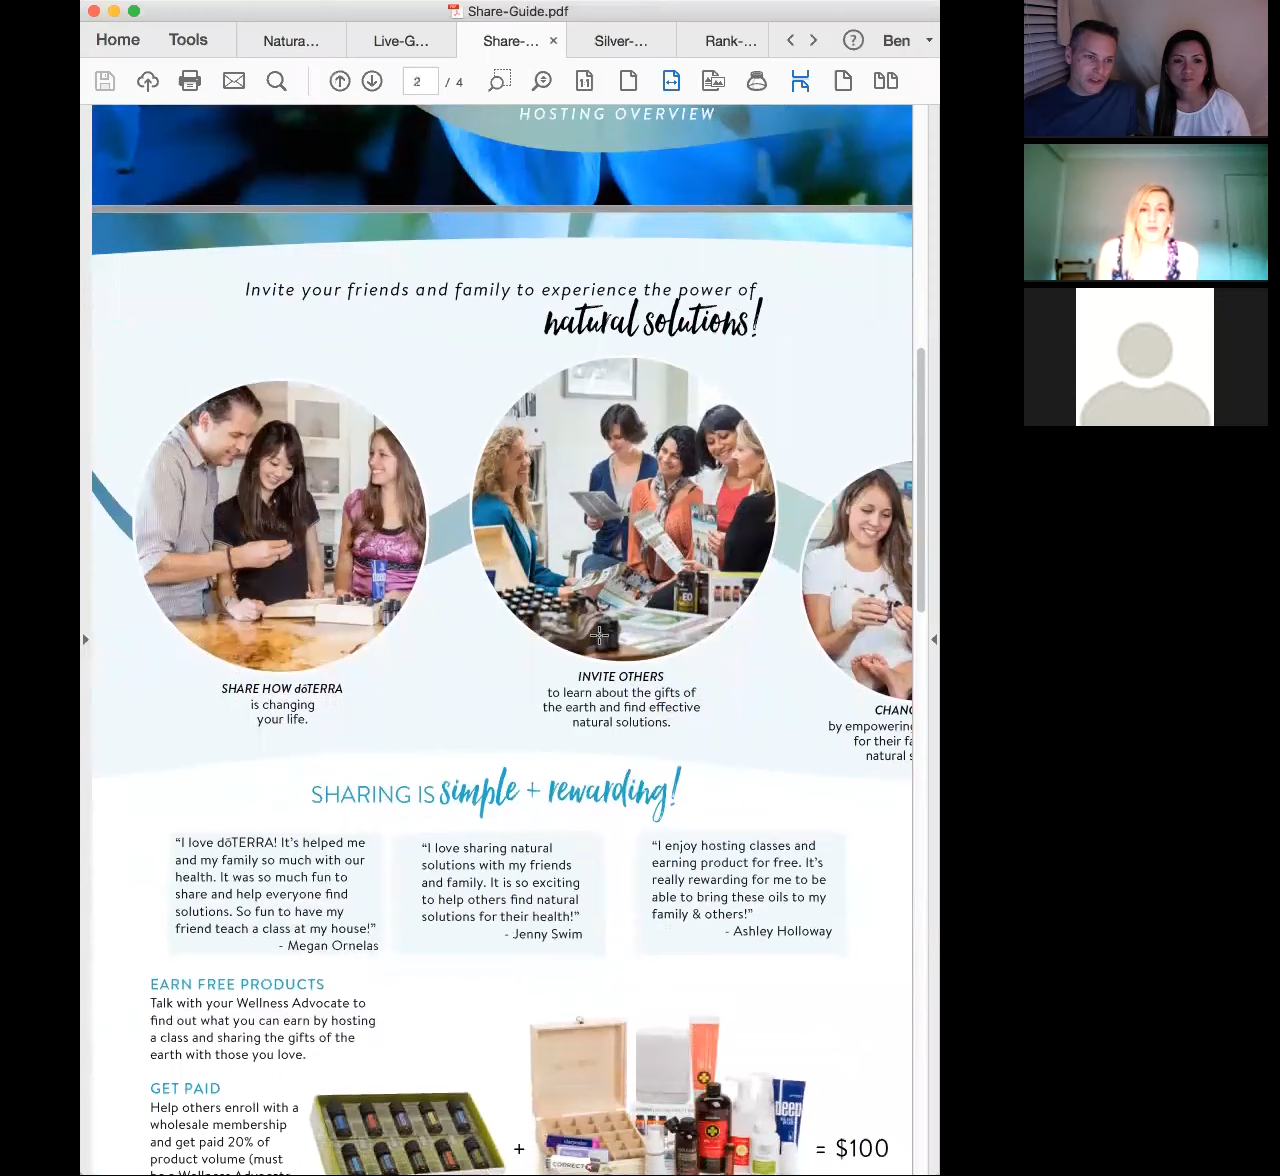 Share-Guide.pdf
Home Tools Natura... Live-G... Share-... × Silver-... Rank-... ? Ben
2 / 4
HOSTING OVERVIEW
Invite your friends and family to experience the power of
natural solutions!
SHARE HOW dōTERRA
is changing
your life.
INVITE OTHERS
to learn about the gifts of
the earth and find effective
natural solutions.
CHANG
by empowering
for their fa
natural s
SHARING IS simple + rewarding!
“I love dōTERRA! It’s helped me
and my family so much with our
health. It was so much fun to
share and help everyone find
solutions. So fun to have my
friend teach a class at my house!”
- Megan Ornelas
“I love sharing natural
solutions with my friends
and family. It is so exciting
to help others find natural
solutions for their health!”
- Jenny Swim
“I enjoy hosting classes and
earning product for free. It’s
really rewarding for me to be
able to bring these oils to my
family & others!”
- Ashley Holloway
EARN FREE PRODUCTS
Talk with your Wellness Advocate to
find out what you can earn by hosting
a class and sharing the gifts of the
earth with those you love.
GET PAID
Help others enroll with a
wholesale membership
and get paid 20% of
product volume (must
be a Wellness Advocate
+ = $100
deep
CORRECT